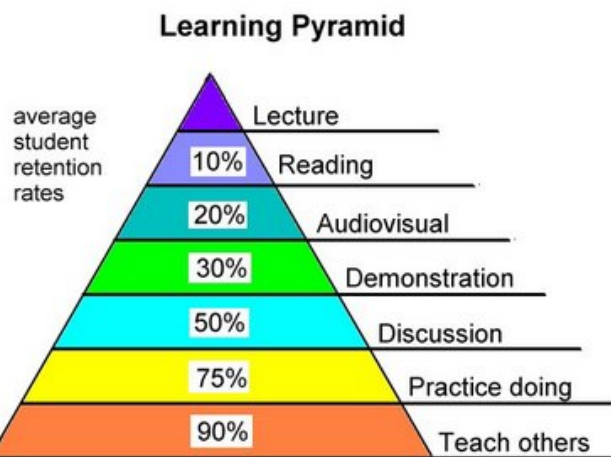 Learning Pyramid
average
student
retention
rates
Lecture
10% Reading
20% Audiovisual
30% Demonstration
50% Discussion
75% Practice doing
90% Teach others